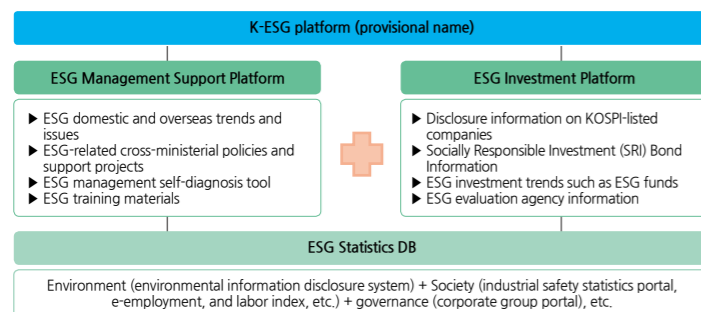 K-ESG platform (provisional name)
ESG Management Support Platform
▶ ESG domestic and overseas trends and
issues
▶ ESG-related cross-ministerial policies and
support projects
▶ ESG management self-diagnosis tool
▶ ESG training materials
ESG Investment Platform
▶ Disclosure information on KOSPI-listed
companies
▶ Socially Responsible Investment (SRI) Bond
Information
▶ ESG investment trends such as ESG funds
▶ ESG evaluation agency information
ESG Statistics DB
Environment (environmental information disclosure system) + Society (industrial safety statistics portal,
e-employment, and labor index, etc.) + governance (corporate group portal), etc.